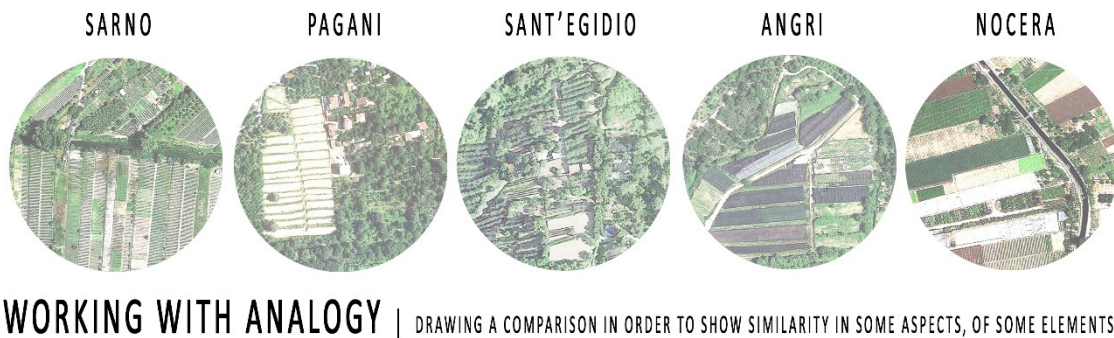 SARNO PAGANI SANT'EGIDIO ANGRI NOCERA
WORKING WITH ANALOGY | DRAWING A COMPARISON IN ORDER TO SHOW SIMILARITY IN SOME ASPECTS, OF SOME ELEMENTS